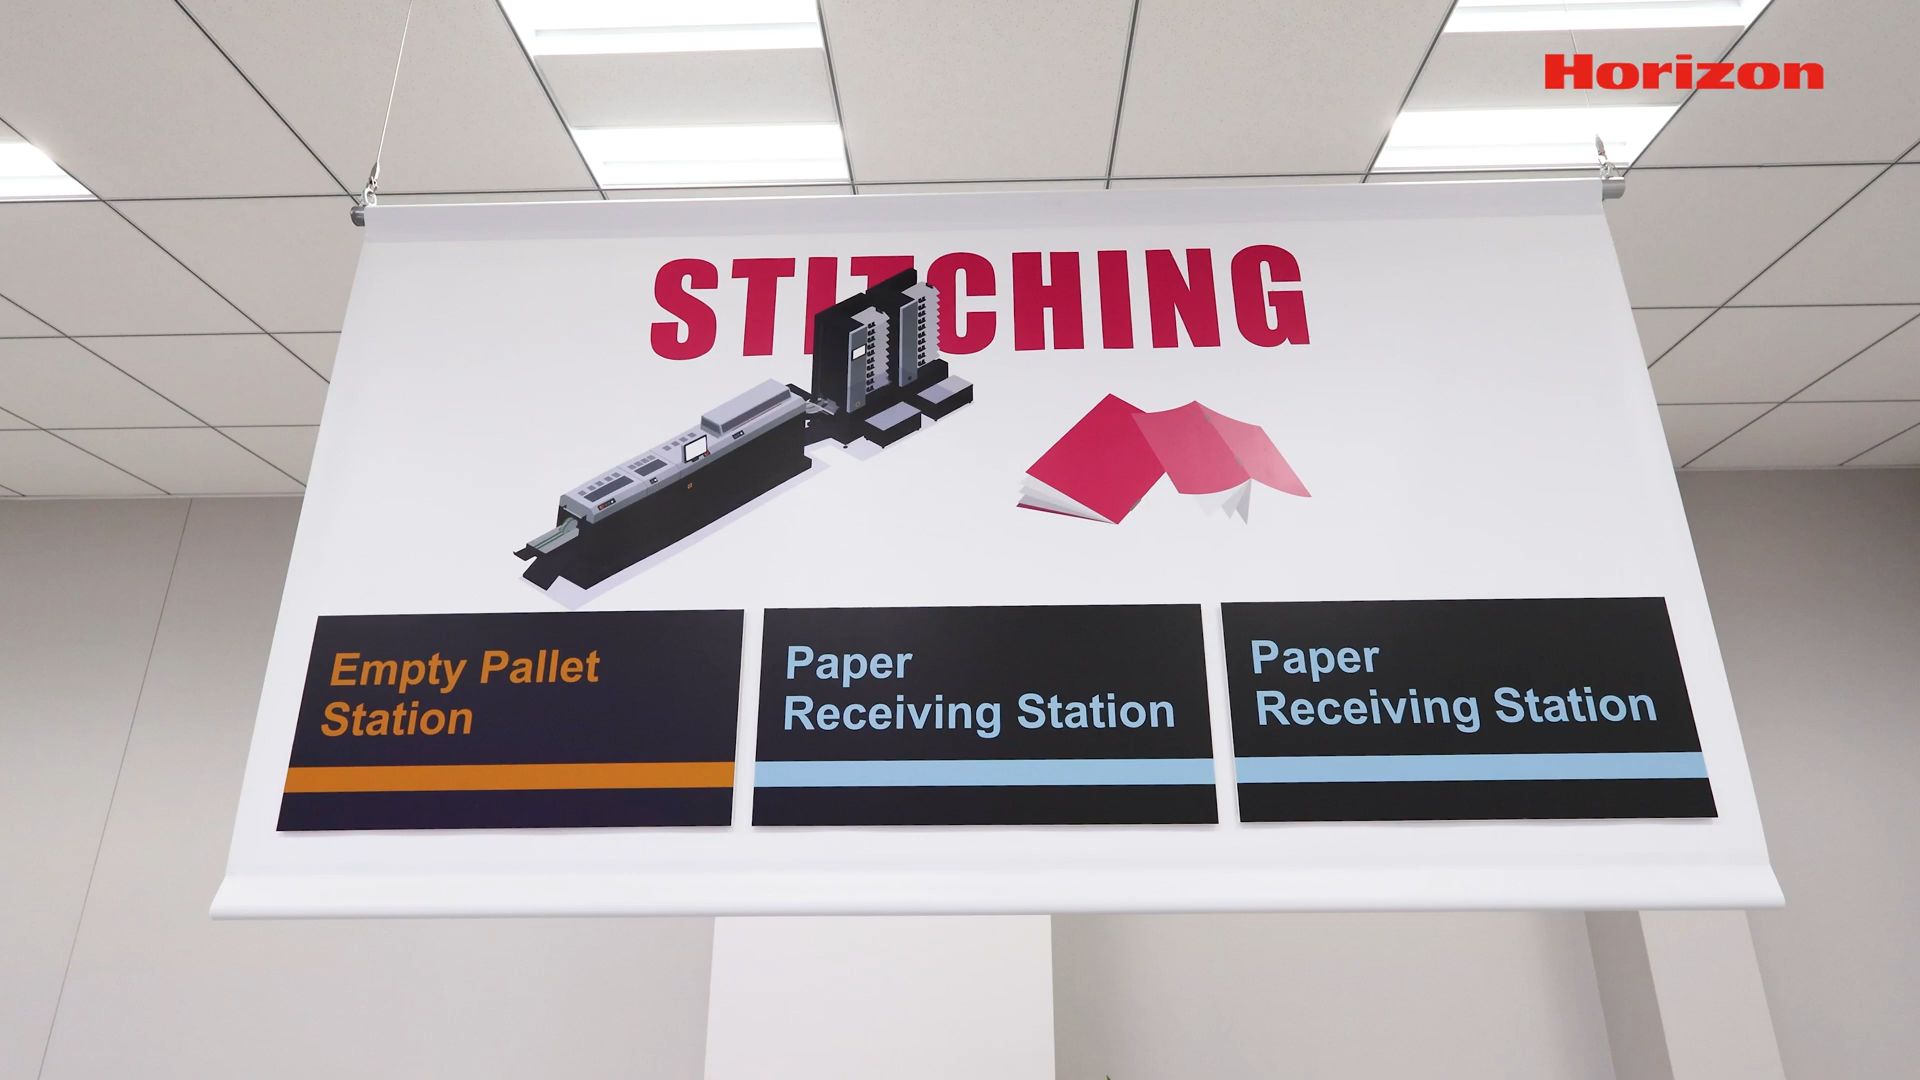 Horizon
STITCHING
Empty Pallet
Station
Paper
Receiving Station
Paper
Receiving Station